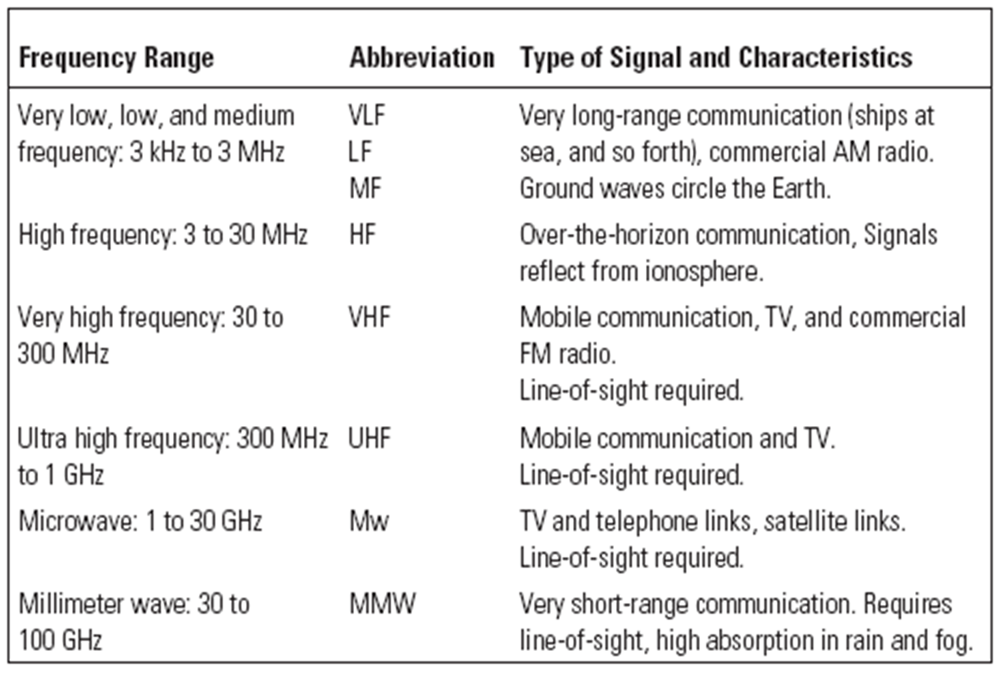 Frequency Range Abbreviation Type of Signal and Characteristics
Very low, low, and medium VLF Very long-range communication (ships at
frequency: 3 kHz to 3 MHz LF sea, and so forth), commercial AM radio.
MF Ground waves circle the Earth.
High frequency: 3 to 30 MHz HF Over-the-horizon communication, Signals
reflect from ionosphere.
Very high frequency: 30 to VHF Mobile communication, TV, and commercial
300 MHz FM radio.
Line-of-sight required.
Ultra high frequency: 300 MHz UHF Mobile communication and TV.
to 1 GHz Line-of-sight required.
Microwave: 1 to 30 GHz Mw TV and telephone links, satellite links.
Line-of-sight required.
Millimeter wave: 30 to MMW Very short-range communication. Requires
100 GHz line-of-sight, high absorption in rain and fog.